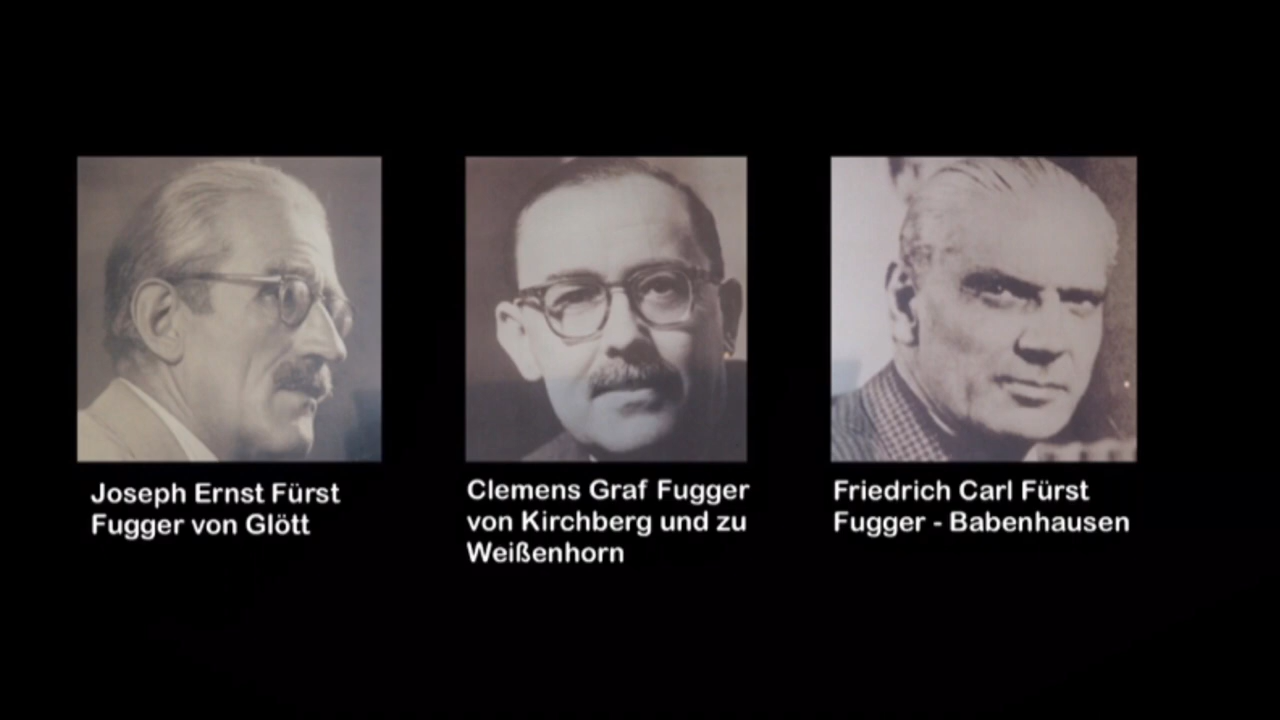 Joseph Ernst Fürst
Fugger von Glött
Clemens Graf Fugger
von Kirchberg und zu
Weißenhorn
Friedrich Carl Fürst
Fugger - Babenhausen